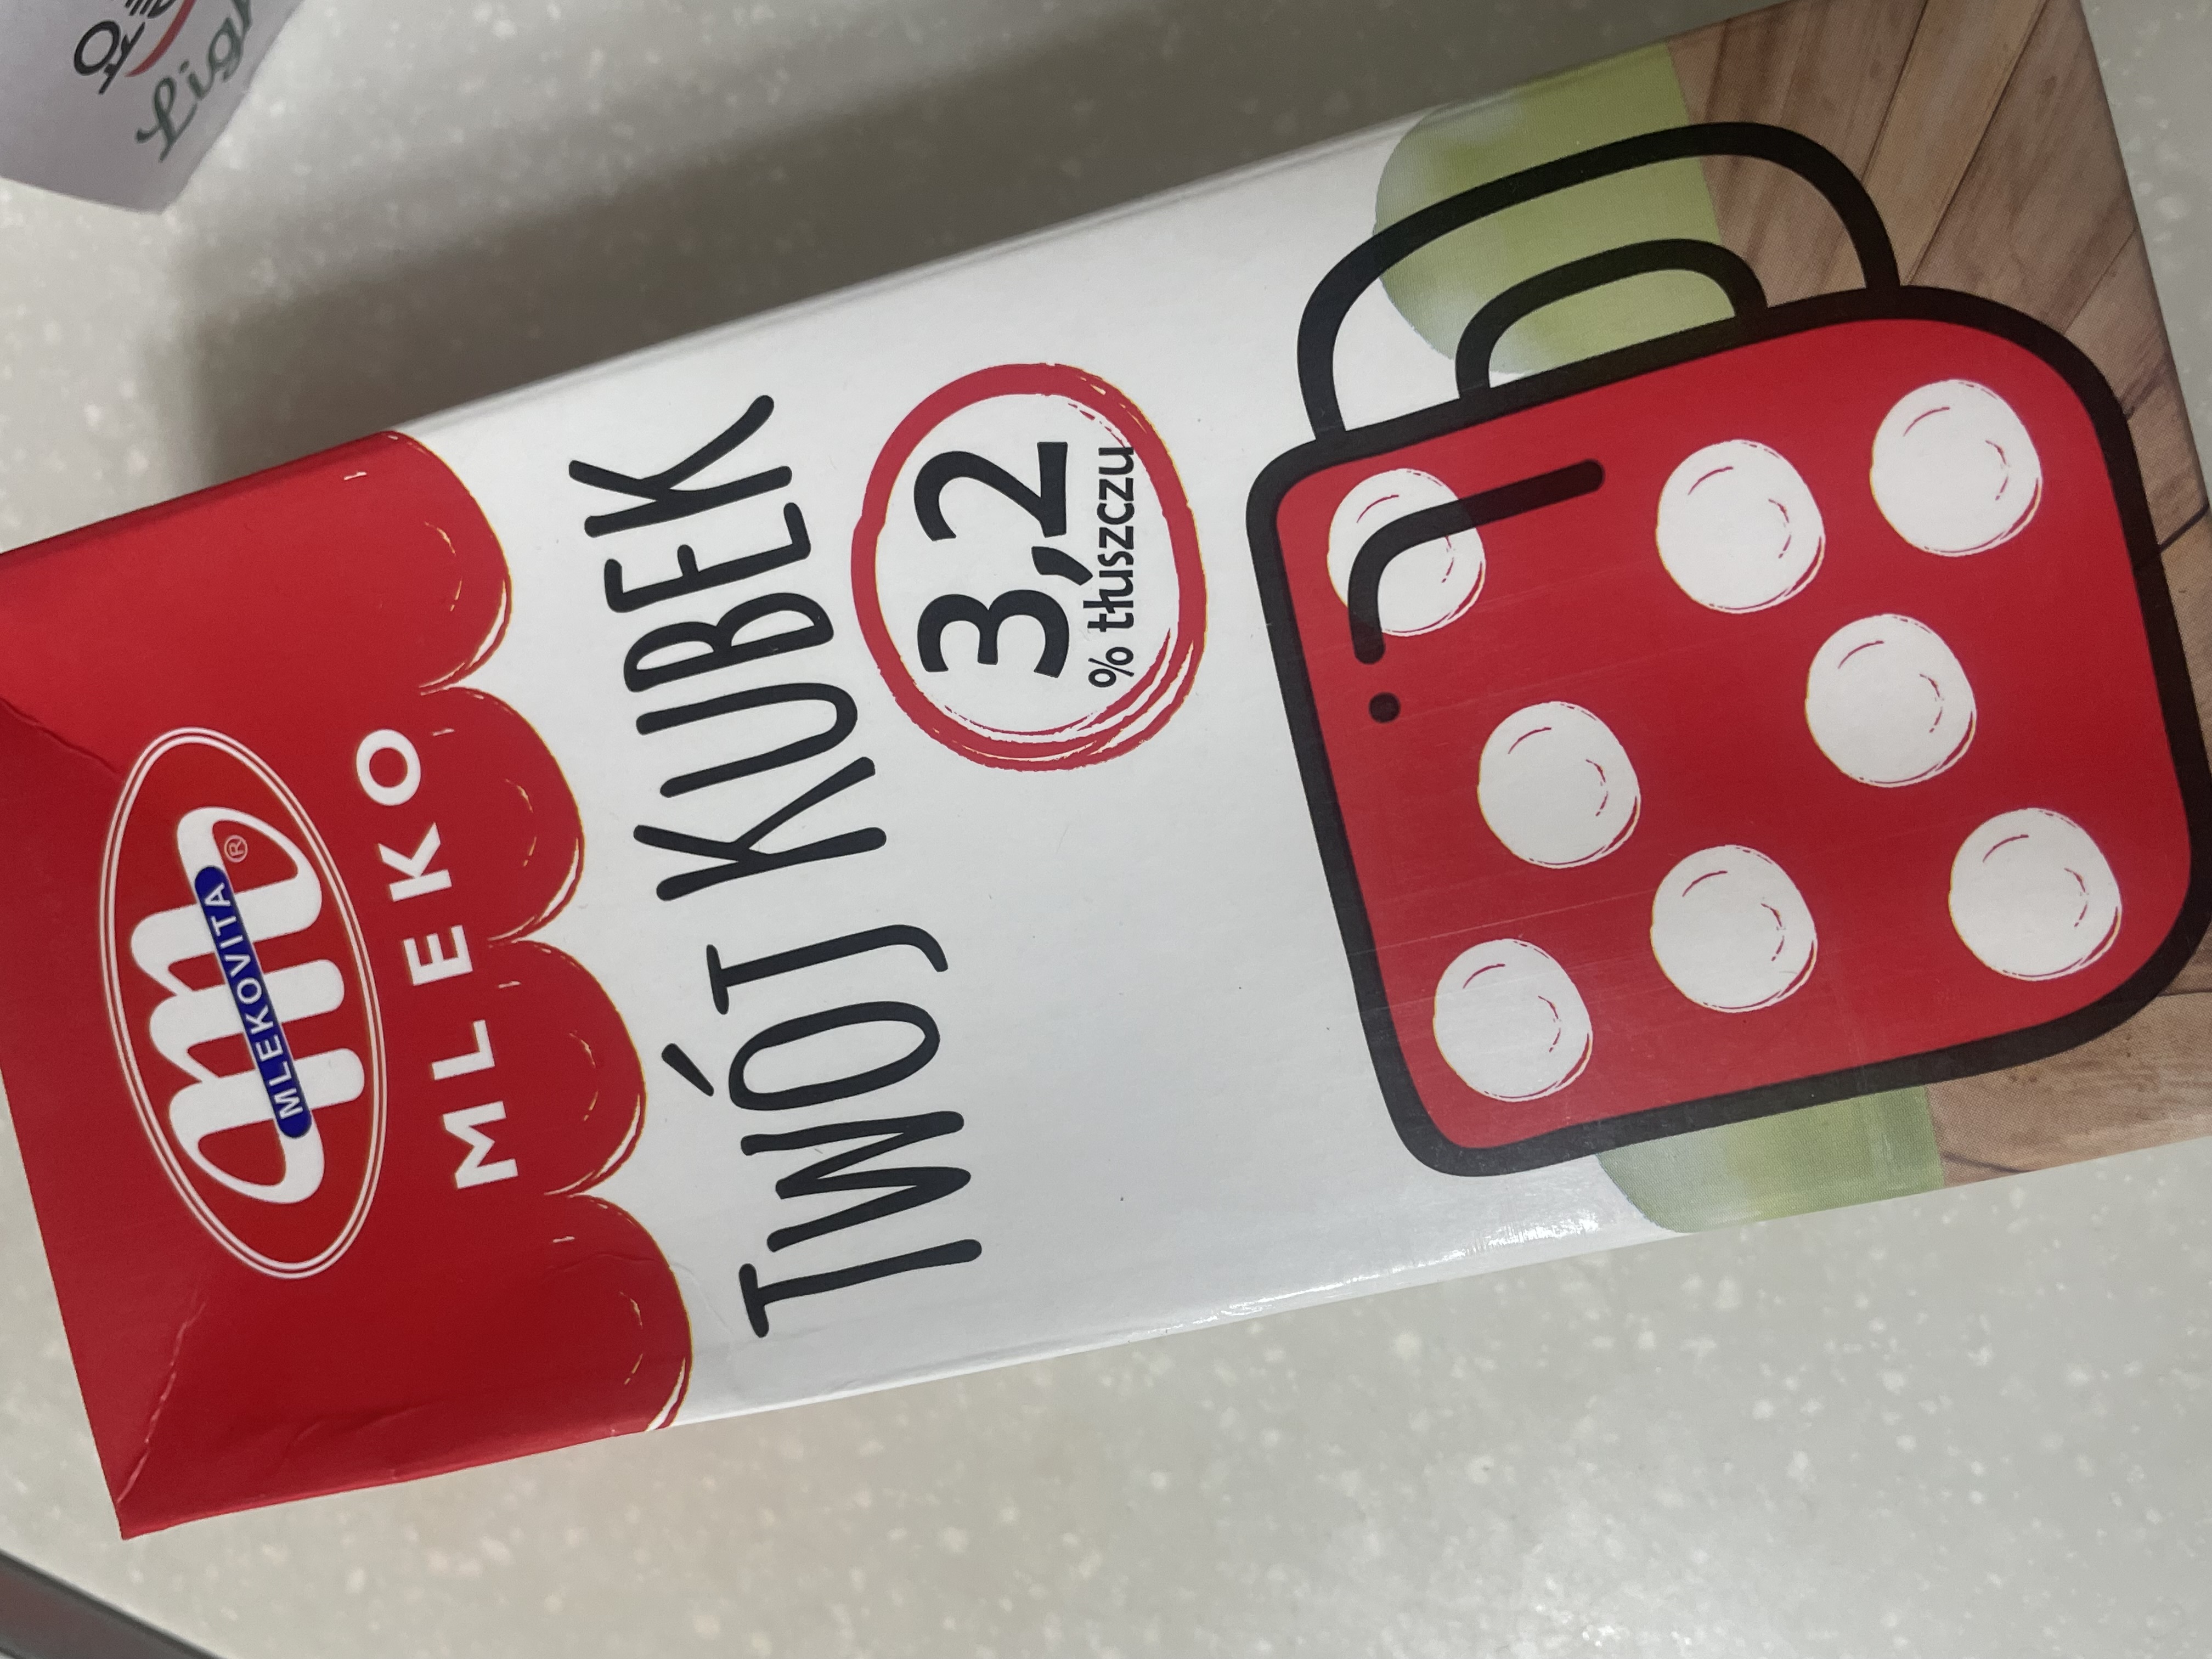 MLEKOVITA®
MLEKO
TWÓJ KUBEK
3,2
% tłuszczu